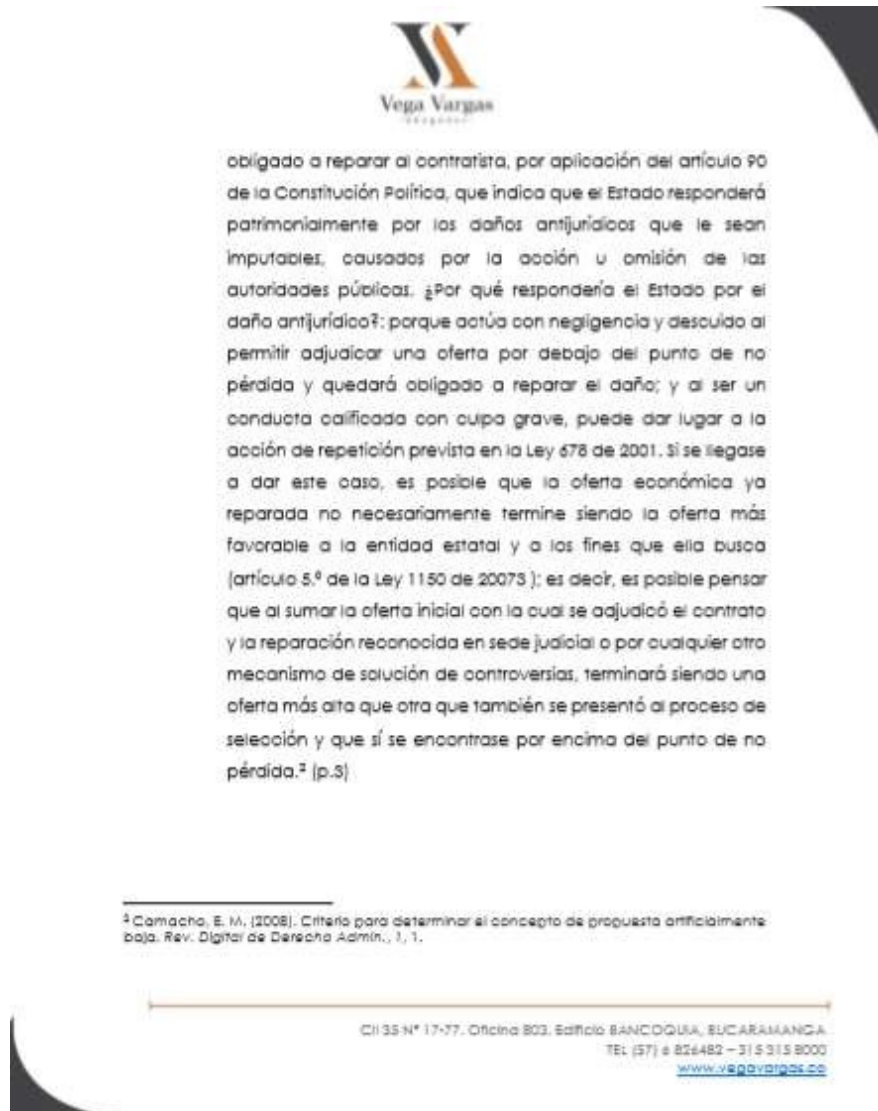 Vega Vargas
obligado a reparar al contratista, por aplicación del artículo 90
de la Constitución Política, que indica que el Estado responderá
patrimonialmente por los daños antijurídicos que le sean
imputables, causados por la acción u omisión de las
autoridades públicas. ¿Por qué respondería el Estado por el
daño antijurídico?: porque actúa con negligencia y descuido al
permitir adjudicar una oferta por debajo del punto de no
pérdida y quedará obligado a reparar el daño; y al ser un
conducta calificada con culpa grave, puede dar lugar a la
acción de repetición prevista en la Ley 678 de 2001. Si se llegase
a dar este caso, es posible que la oferta económica ya
reparada no necesariamente termine siendo la oferta más
favorable a la entidad estatal y a los fines que ella busca
(artículo 5.º de la Ley 1150 de 20073 ); es decir, es posible pensar
que al sumar la oferta inicial con la cual se adjudicó el contrato
y la reparación reconocida en sede judicial o por cualquier otro
mecanismo de solución de controversias, terminará siendo una
oferta más alta que otra que también se presentó al proceso de
selección y que sí se encontrase por encima del punto de no
pérdida.² (p.3)
² Camacho, E. M. (2008). Criterio para determinar el concepto de propuesta artificialmente
baja. Rev. Digital de Derecho Admin., 1, 1.
Cll 35 N° 17-77. Oficina 803. Edificio BANCOQUIA, BUCARAMANGA
TEL (57) 6 826482 – 315 315 8000
www.vegavargas.co